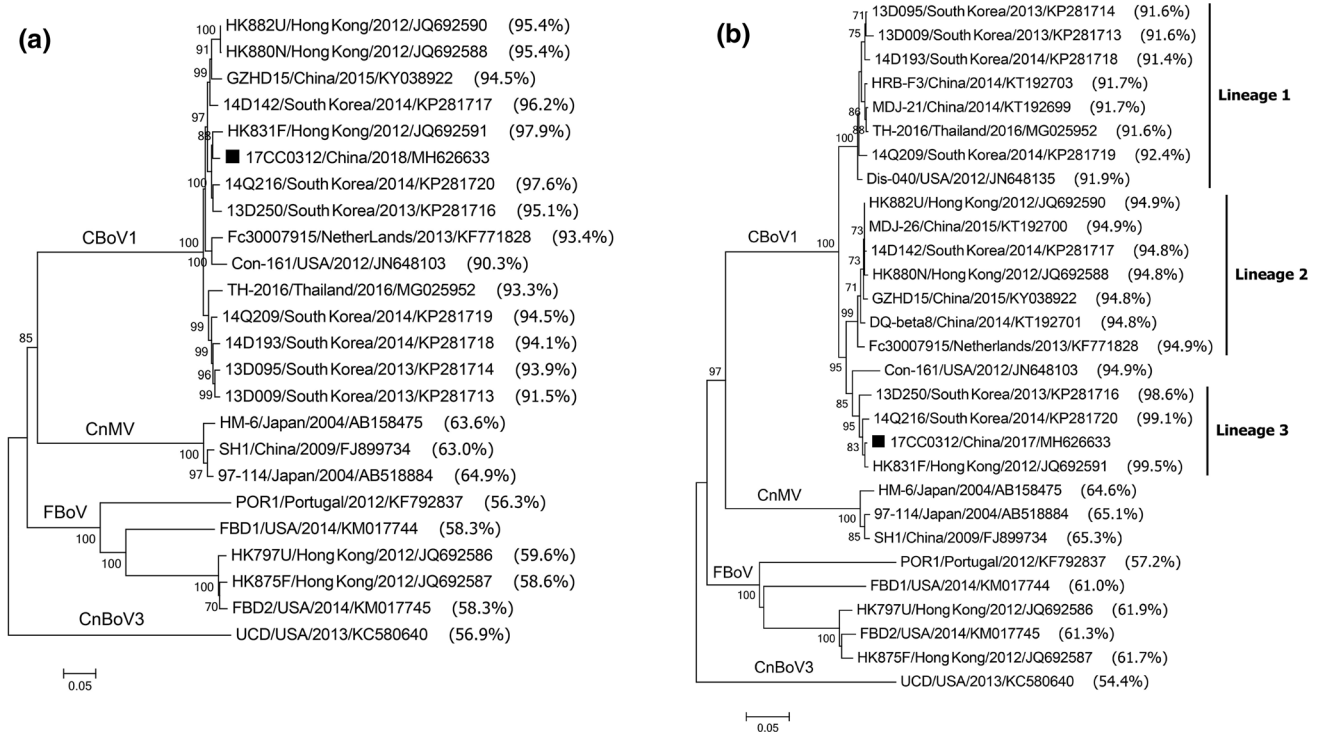 (a)
HK882U/Hong Kong/2012/JQ692590 (95.4%)
HK880N/Hong Kong/2012/JQ692588 (95.4%)
GZHD15/China/2015/KY038922 (94.5%)
14D142/South Korea/2014/KP281717 (96.2%)
HK831F/Hong Kong/2012/JQ692591 (97.9%)
17CC0312/China/2018/MH626633
14Q216/South Korea/2014/KP281720 (97.6%)
13D250/South Korea/2013/KP281716 (95.1%)
Fc30007915/NetherLands/2013/KF771828 (93.4%)
Con-161/USA/2012/JN648103 (90.3%)
TH-2016/Thailand/2016/MG025952 (93.3%)
14Q209/South Korea/2014/KP281719 (94.5%)
14D193/South Korea/2014/KP281718 (94.1%)
13D095/South Korea/2013/KP281714 (93.9%)
13D009/South Korea/2013/KP281713 (91.5%)
HM-6/Japan/2004/AB158475 (63.6%)
SH1/China/2009/FJ899734 (63.0%)
97-114/Japan/2004/AB518884 (64.9%)
POR1/Portugal/2012/KF792837 (56.3%)
FBD1/USA/2014/KM017744 (58.3%)
HK797U/Hong Kong/2012/JQ692586 (59.6%)
HK875F/Hong Kong/2012/JQ692587 (58.6%)
FBD2/USA/2014/KM017745 (58.3%)
UCD/USA/2013/KC580640 (56.9%)
CBoV1
CnMV
FBoV
CnBoV3
100
91
99
97
88
100
100
100
99
99
96
99
85
100
97
100
100
100
70
0.05
(b)
13D095/South Korea/2013/KP281714 (91.6%)
13D009/South Korea/2013/KP281713 (91.6%)
14D193/South Korea/2014/KP281718 (91.4%)
HRB-F3/China/2014/KT192703 (91.7%)
MDJ-21/China/2014/KT192699 (91.7%)
TH-2016/Thailand/2016/MG025952 (91.6%)
14Q209/South Korea/2014/KP281719 (92.4%)
Dis-040/USA/2012/JN648135 (91.9%)
Lineage 1
HK882U/Hong Kong/2012/JQ692590 (94.9%)
MDJ-26/China/2015/KT192700 (94.9%)
14D142/South Korea/2014/KP281717 (94.8%)
HK880N/Hong Kong/2012/JQ692588 (94.8%)
GZHD15/China/2015/KY038922 (94.8%)
DQ-beta8/China/2014/KT192701 (94.8%)
Fc30007915/Netherlands/2013/KF771828 (94.9%)
Lineage 2
Con-161/USA/2012/JN648103 (94.9%)
13D250/South Korea/2013/KP281716 (98.6%)
14Q216/South Korea/2014/KP281720 (99.1%)
17CC0312/China/2017/MH626633
HK831F/Hong Kong/2012/JQ692591 (99.5%)
Lineage 3
HM-6/Japan/2004/AB158475 (64.6%)
97-114/Japan/2004/AB518884 (65.1%)
SH1/China/2009/FJ899734 (65.3%)
POR1/Portugal/2012/KF792837 (57.2%)
FBD1/USA/2014/KM017744 (61.0%)
HK797U/Hong Kong/2012/JQ692586 (61.9%)
FBD2/USA/2014/KM017745 (61.3%)
HK875F/Hong Kong/2012/JQ692587 (61.7%)
UCD/USA/2013/KC580640 (54.4%)
CBoV1
CnMV
FBoV
CnBoV3
71
75
86
88
100
73
100
73
71
99
95
85
95
83
97
100
85
100
100
0.05